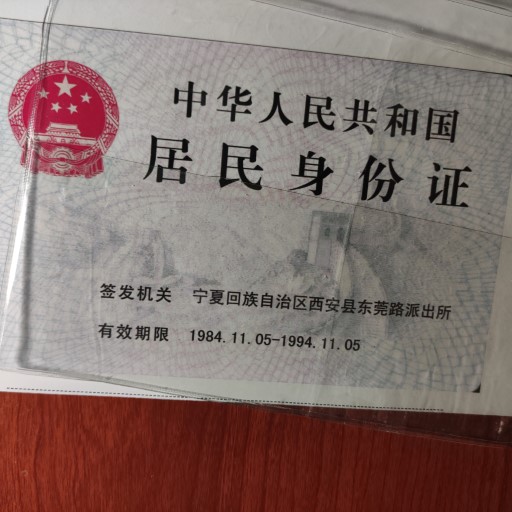 中华人民共和国
居民身份证
签发机关 宁夏回族自治区西安县东莞路派出所
有效期限 1984.11.05-1994.11.05